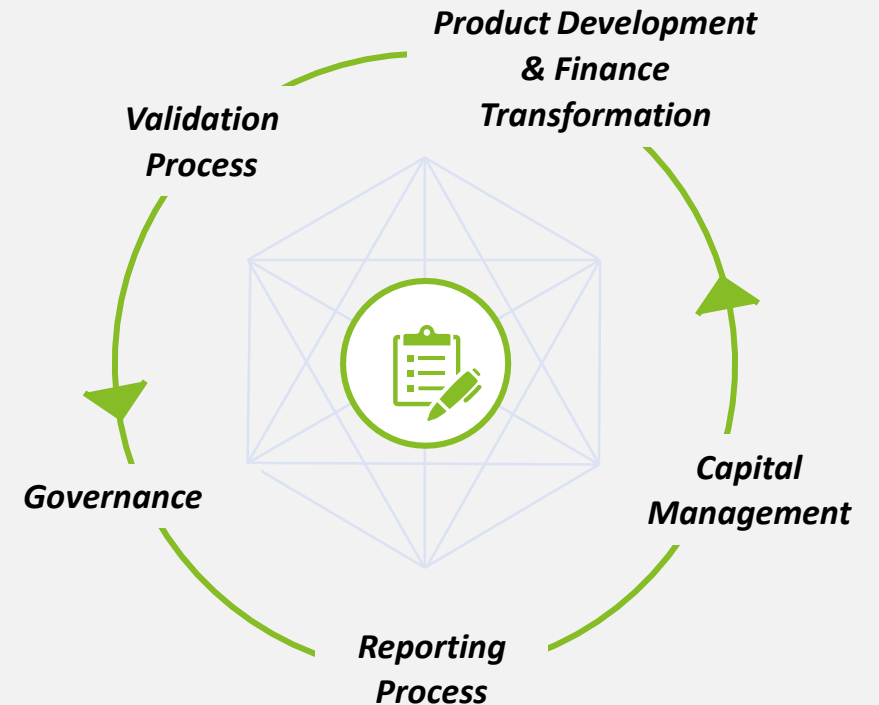 Product Development
& Finance
Transformation
Validation
Process
Capital
Management
Governance
Reporting
Process